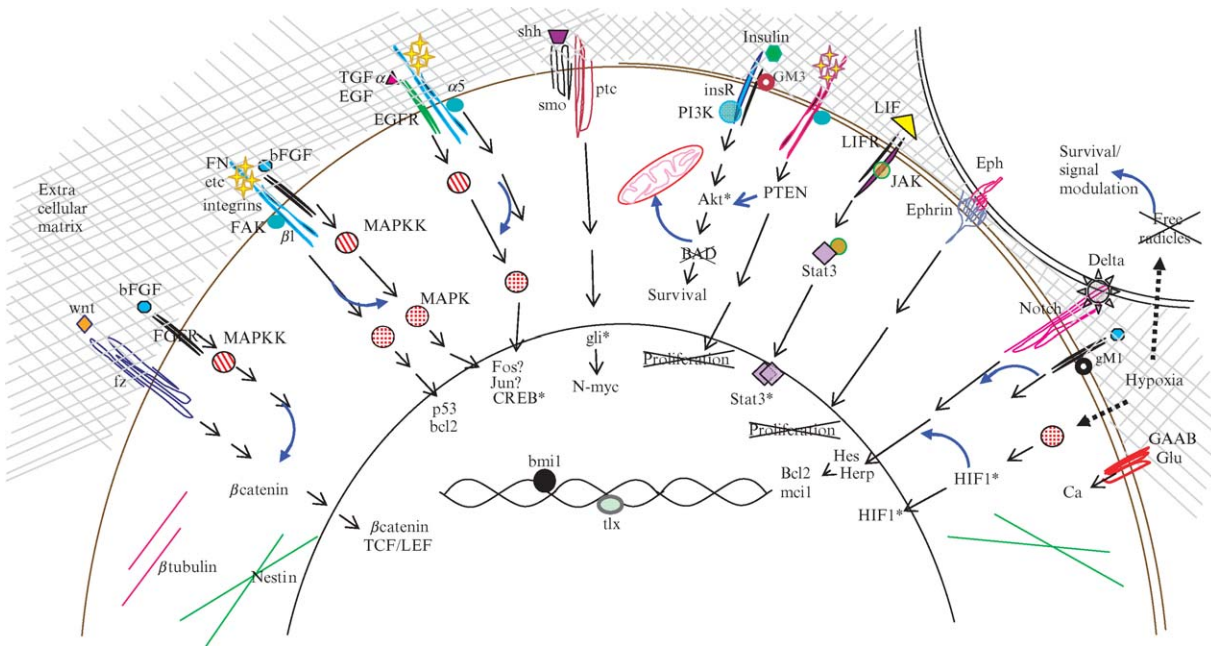 shh
Insulin
TGF α
EGF
α5
EGFR
smo
ptc
insR
GM3
PI3K
LIF
LIFR
JAK
Eph
Ephrin
Survival/
signal
modulation
Free
radicles
FN
etc
integrins
bFGF
FAK
β1
MAPKK
Extra
cellular
matrix
Akt*
PTEN
BAD
Survival
Stat3
Delta
Notch
gM1
Hypoxia
wnt
bFGF
FGFR
MAPKK
MAPK
fz
gli*
N-myc
Fos?
Jun?
CREB*
p53
bcl2
Proliferation
Stat3*
Proliferation
GAAB
Glu
Ca
Hes
Herp
Bcl2
mci1
HIF1*
HIF1*
bmi1
tlx
βcatenin
βcatenin
TCF/LEF
βtubulin
Nestin